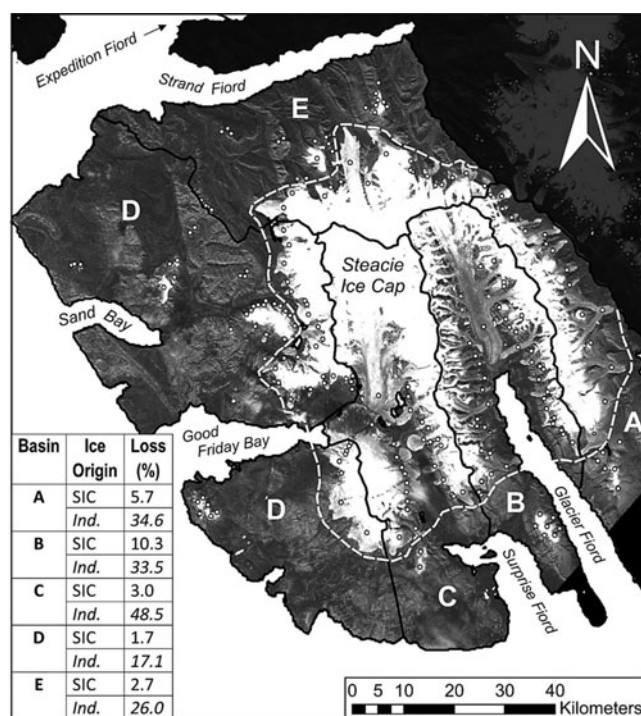 Expedition Fiord
Strand Fiord
N
E
D
Steacie
Ice Cap
Sand Bay
A
Good
Friday Bay
B
Glacier Fiord
D
Surprise Fiord
C
Basin Ice Origin Loss (%)
A SIC 5.7
Ind. 34.6
B SIC 10.3
Ind. 33.5
C SIC 3.0
Ind. 48.5
D SIC 1.7
Ind. 17.1
E SIC 2.7
Ind. 26.0
0 5 10 20 30 40
Kilometers